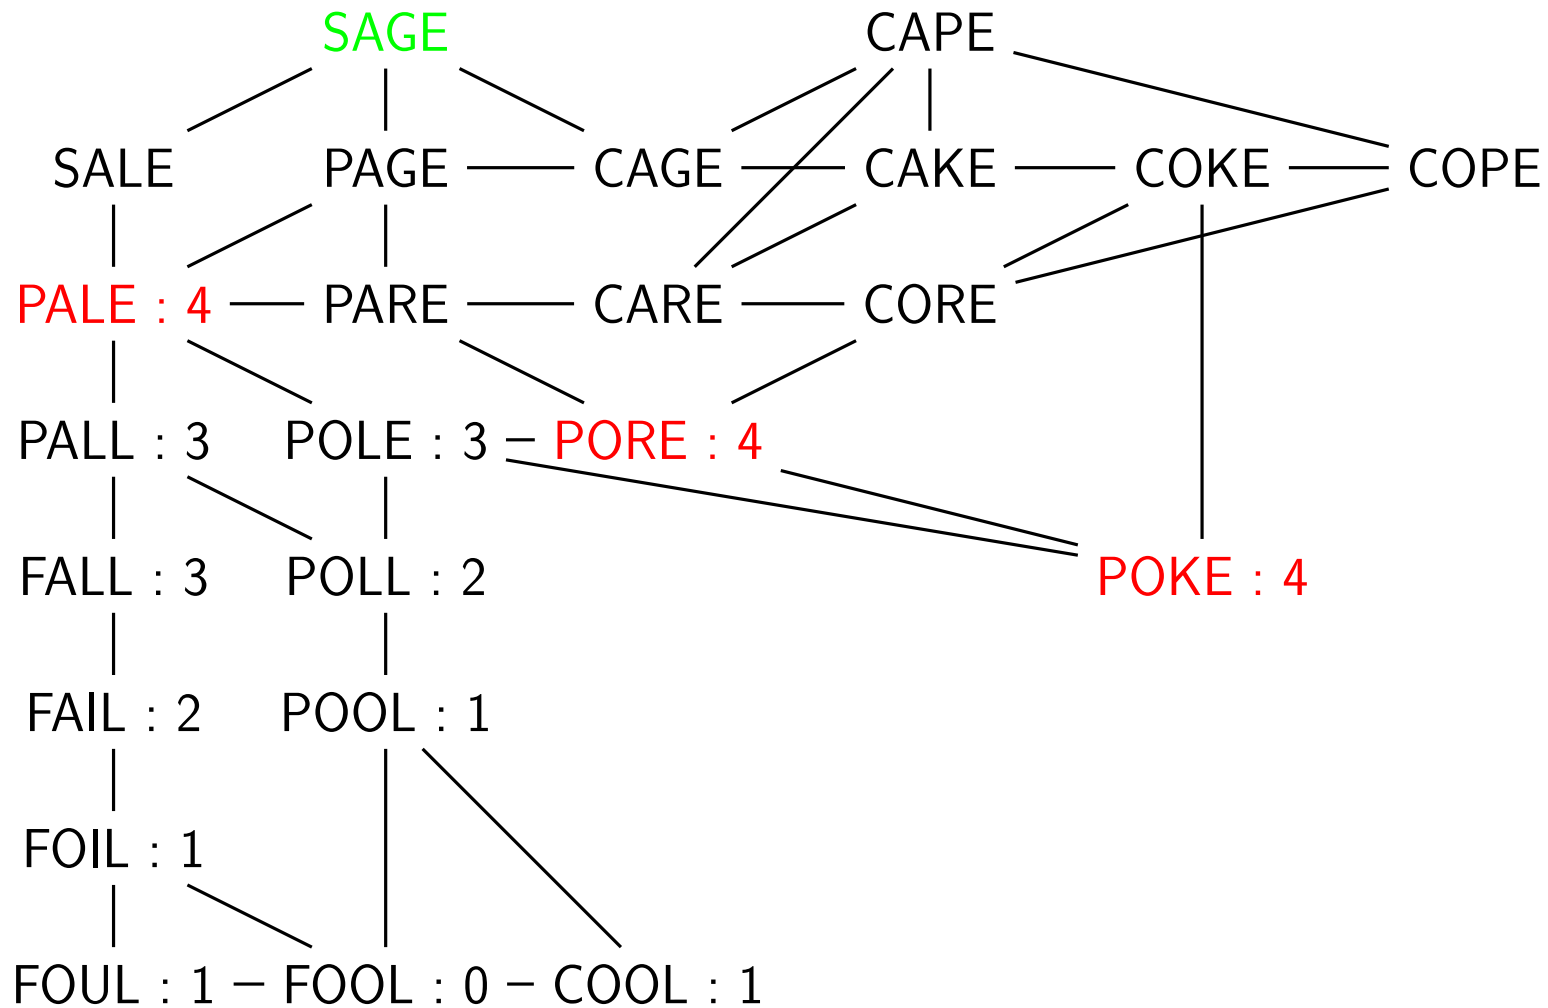 SAGE CAPE
SALE PAGE CAGE CAKE COKE COPE
PALE : 4 PARE CARE CORE
PALL : 3 POLE : 3 PORE : 4
FALL : 3 POLL : 2 POKE : 4
FAIL : 2 POOL : 1
FOIL : 1
FOUL : 1 FOOL : 0 COOL : 1